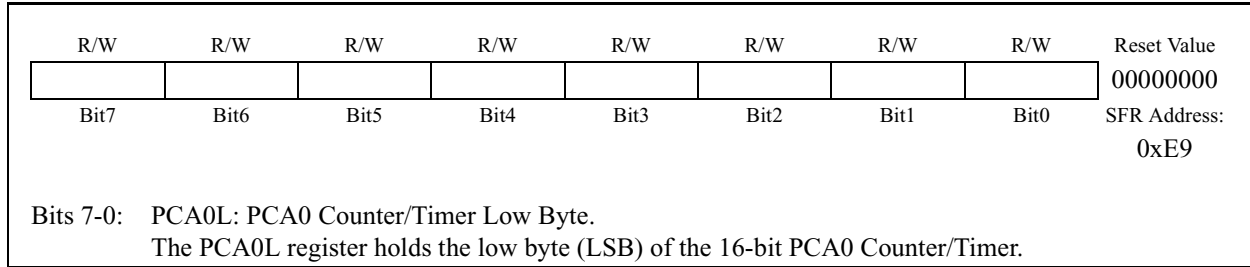 R/W R/W R/W R/W R/W R/W R/W R/W Reset Value
00000000
Bit7 Bit6 Bit5 Bit4 Bit3 Bit2 Bit1 Bit0 SFR Address:
0xE9
Bits 7-0: PCA0L: PCA0 Counter/Timer Low Byte.
The PCA0L register holds the low byte (LSB) of the 16-bit PCA0 Counter/Timer.